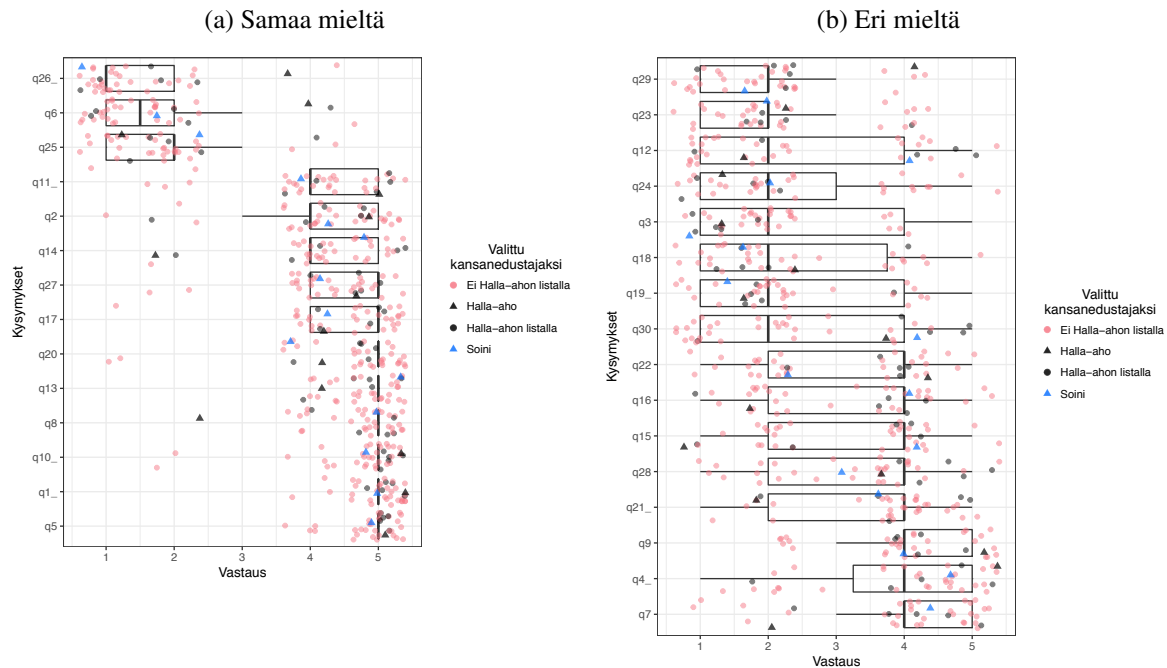 (a) Samaa mieltä
q26_
q6
q25
q11_
q2
q14
q27
q17
q20
q13
q8
q10_
q1_
q5
Kysymykset
1 2 3 4 5
Vastaus
Valittu
kansanedustajaksi
Ei Halla−ahon listalla
Halla−aho
Halla−ahon listalla
Soini
(b) Eri mieltä
q29
q23
q12
q24
q3
q18
q19_
q30
q22
q16
q15
q28
q21_
q9
q4_
q7
Kysymykset
1 2 3 4 5
Vastaus
Valittu
kansanedustajaksi
Ei Halla−ahon listalla
Halla−aho
Halla−ahon listalla
Soini